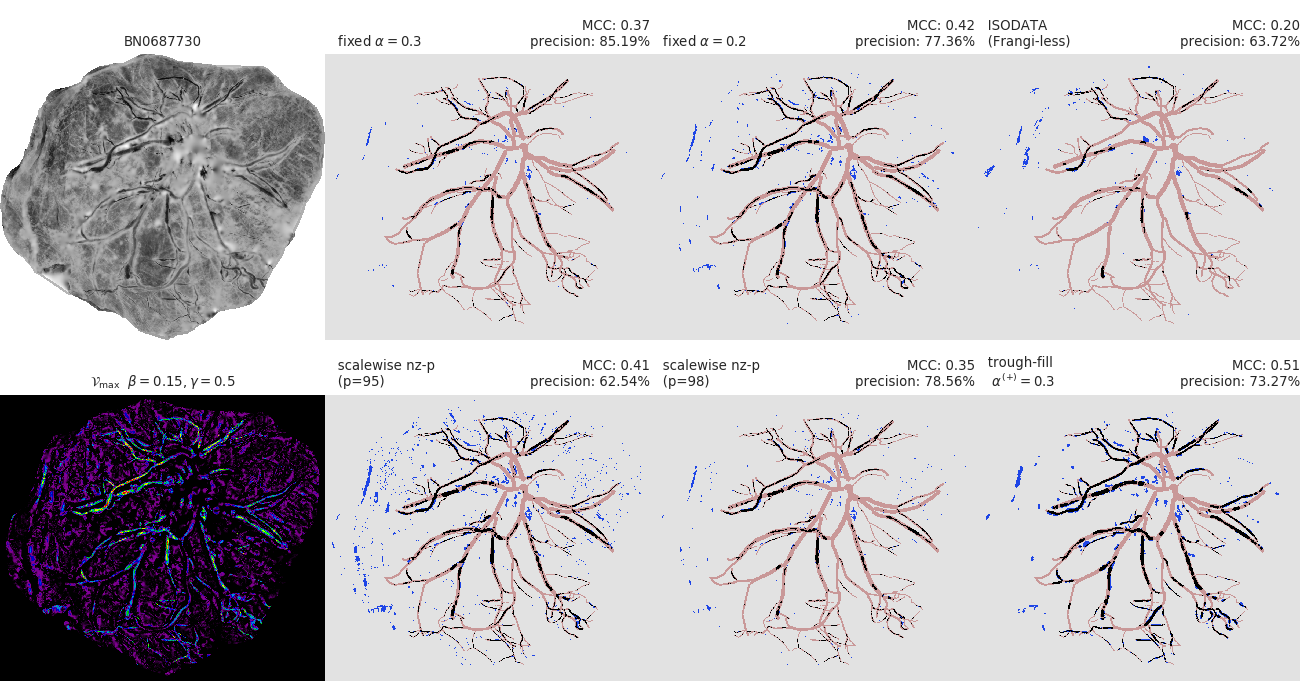 BN0687730
fixed α = 0.3
MCC: 0.37
precision: 85.19%
fixed α = 0.2
MCC: 0.42
precision: 77.36%
ISODATA
(Frangi-less)
MCC: 0.20
precision: 63.72%
𝒱max β = 0.15, γ = 0.5
scalewise nz-p
(p=95)
MCC: 0.41
precision: 62.54%
scalewise nz-p
(p=98)
MCC: 0.35
precision: 78.56%
trough-fill
α(+) = 0.3
MCC: 0.51
precision: 73.27%